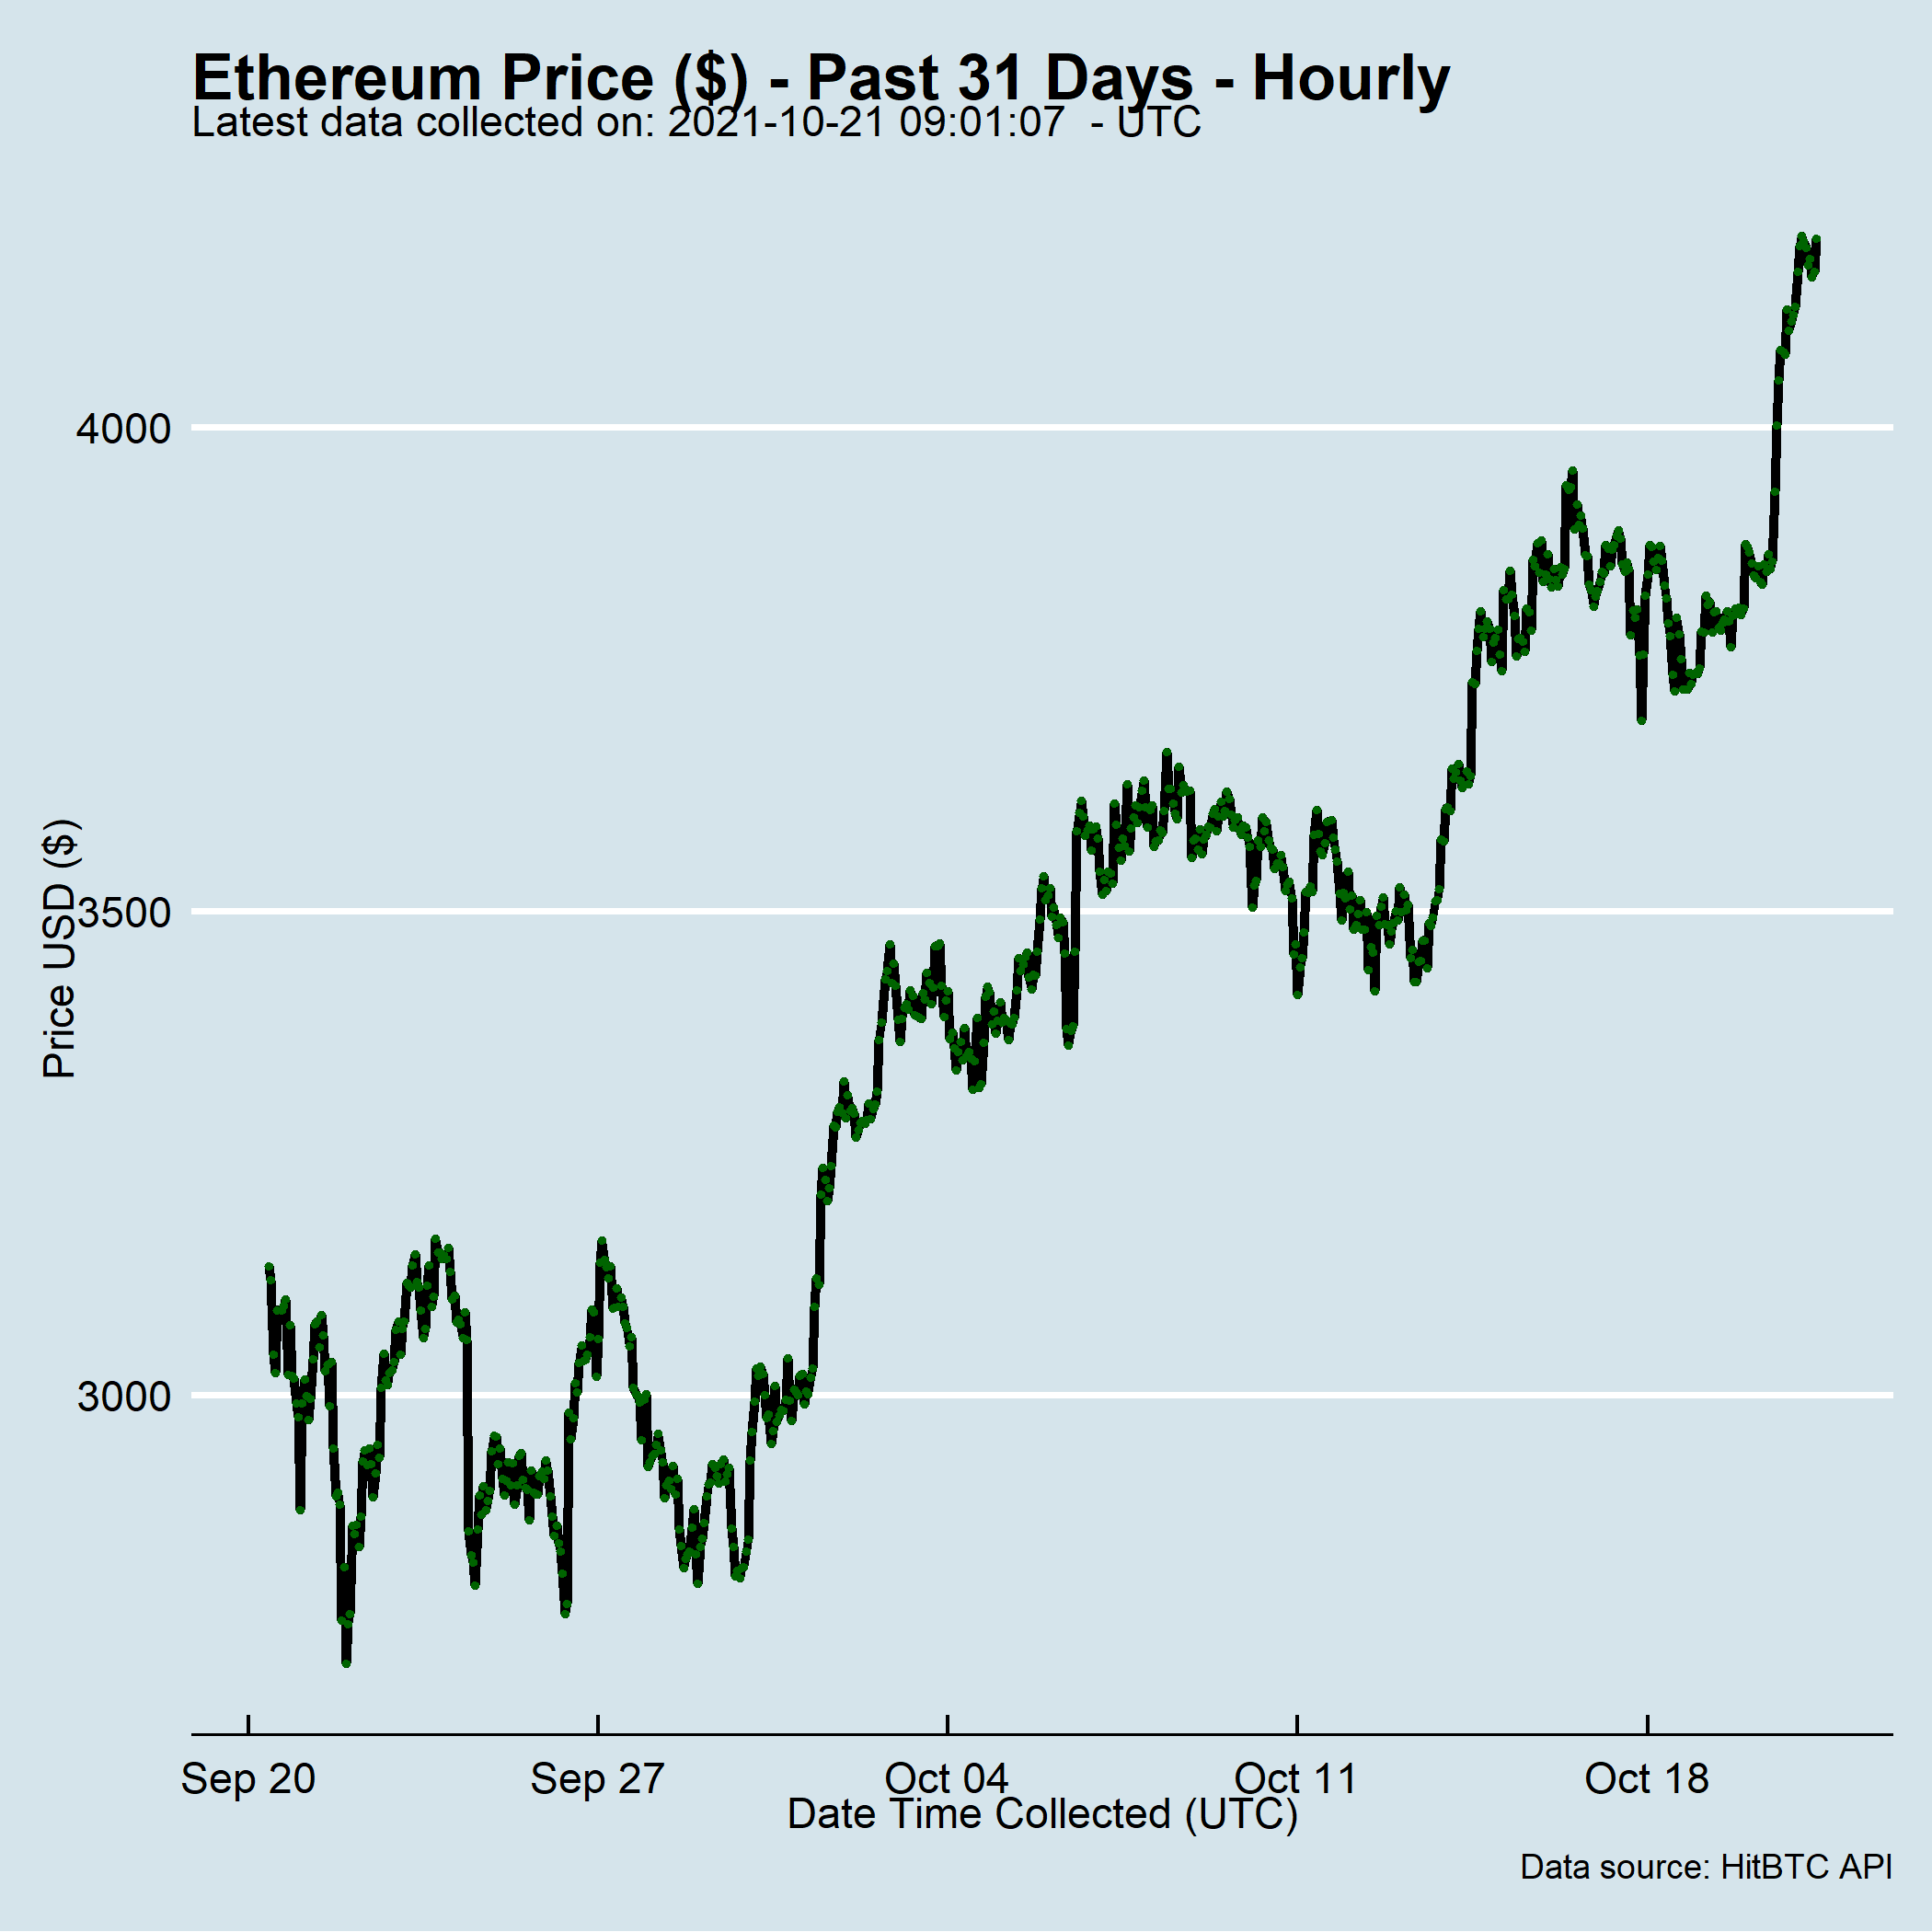 Ethereum Price ($) - Past 31 Days - Hourly
Latest data collected on: 2021-10-21 09:01:07  - UTC
4000
3500
3000
Price USD ($)
Sep 20
Sep 27
Oct 04
Oct 11
Oct 18
Date Time Collected (UTC)
Data source: HitBTC API